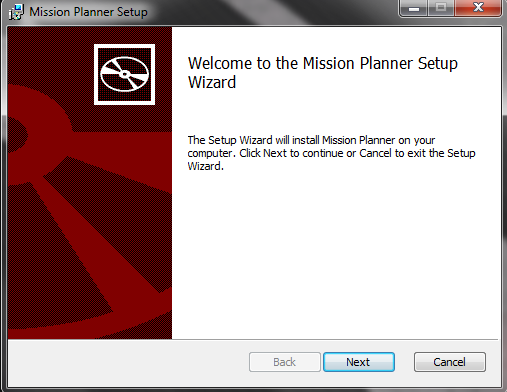 Mission Planner Setup
Welcome to the Mission Planner Setup
Wizard
The Setup Wizard will install Mission Planner on your
computer. Click Next to continue or Cancel to exit the Setup
Wizard.
Back
Next
Cancel